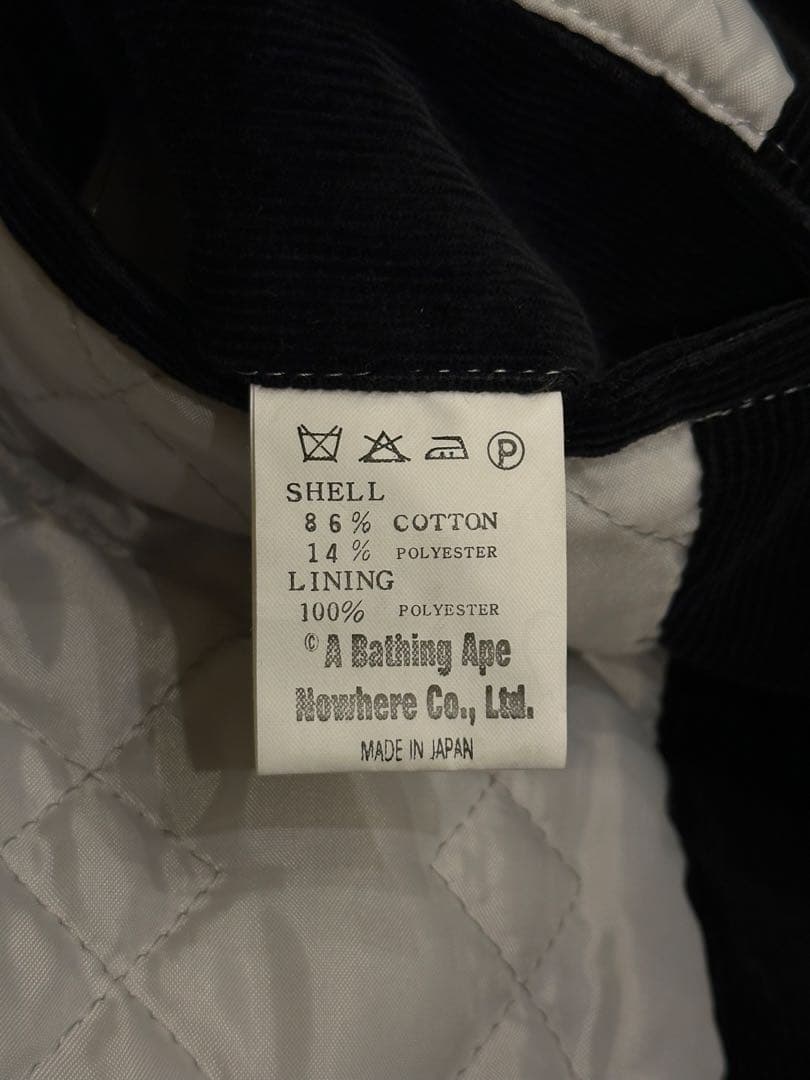 P
SHELL
86% COTTON
14% POLYESTER
LINING
100% POLYESTER
© A Bathing Ape
Nowhere Co., Ltd.
MADE IN JAPAN